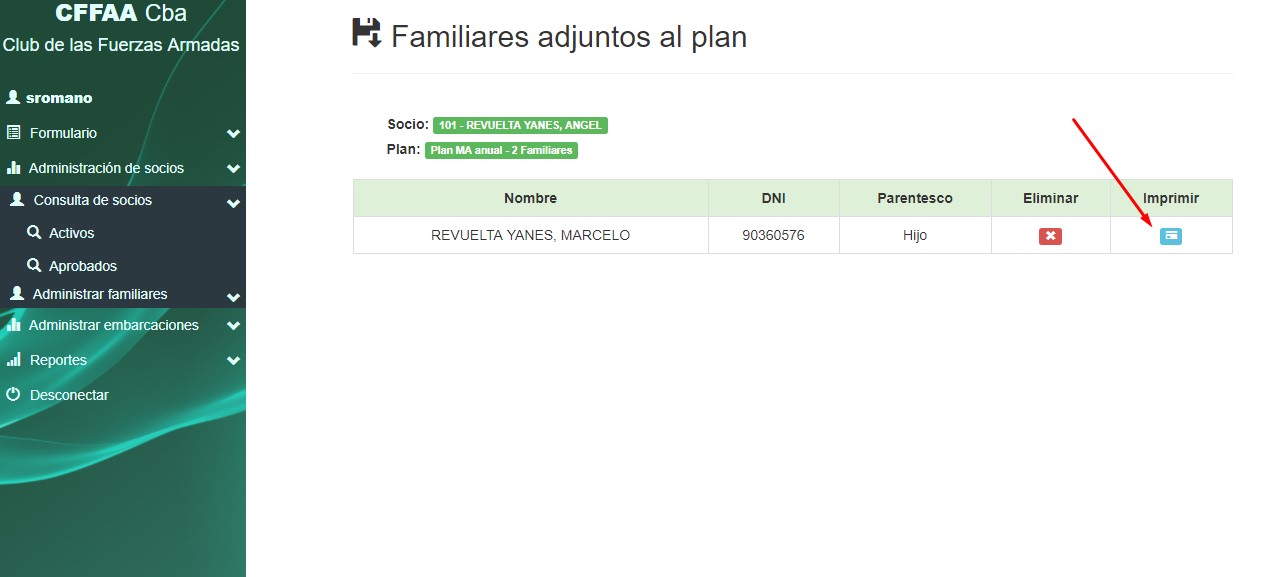 CFFAA Cba
Club de las Fuerzas Armadas
sromano
Formulario
Administración de socios
Consulta de socios
Activos
Aprobados
Administrar familiares
Administrar embarcaciones
Reportes
Desconectar
Familiares adjuntos al plan
Socio: 101 - REVUELTA YANES, ANGEL
Plan: Plan MA anual - 2 Familiares
Nombre DNI Parentesco Eliminar Imprimir
REVUELTA YANES, MARCELO 90360576 Hijo